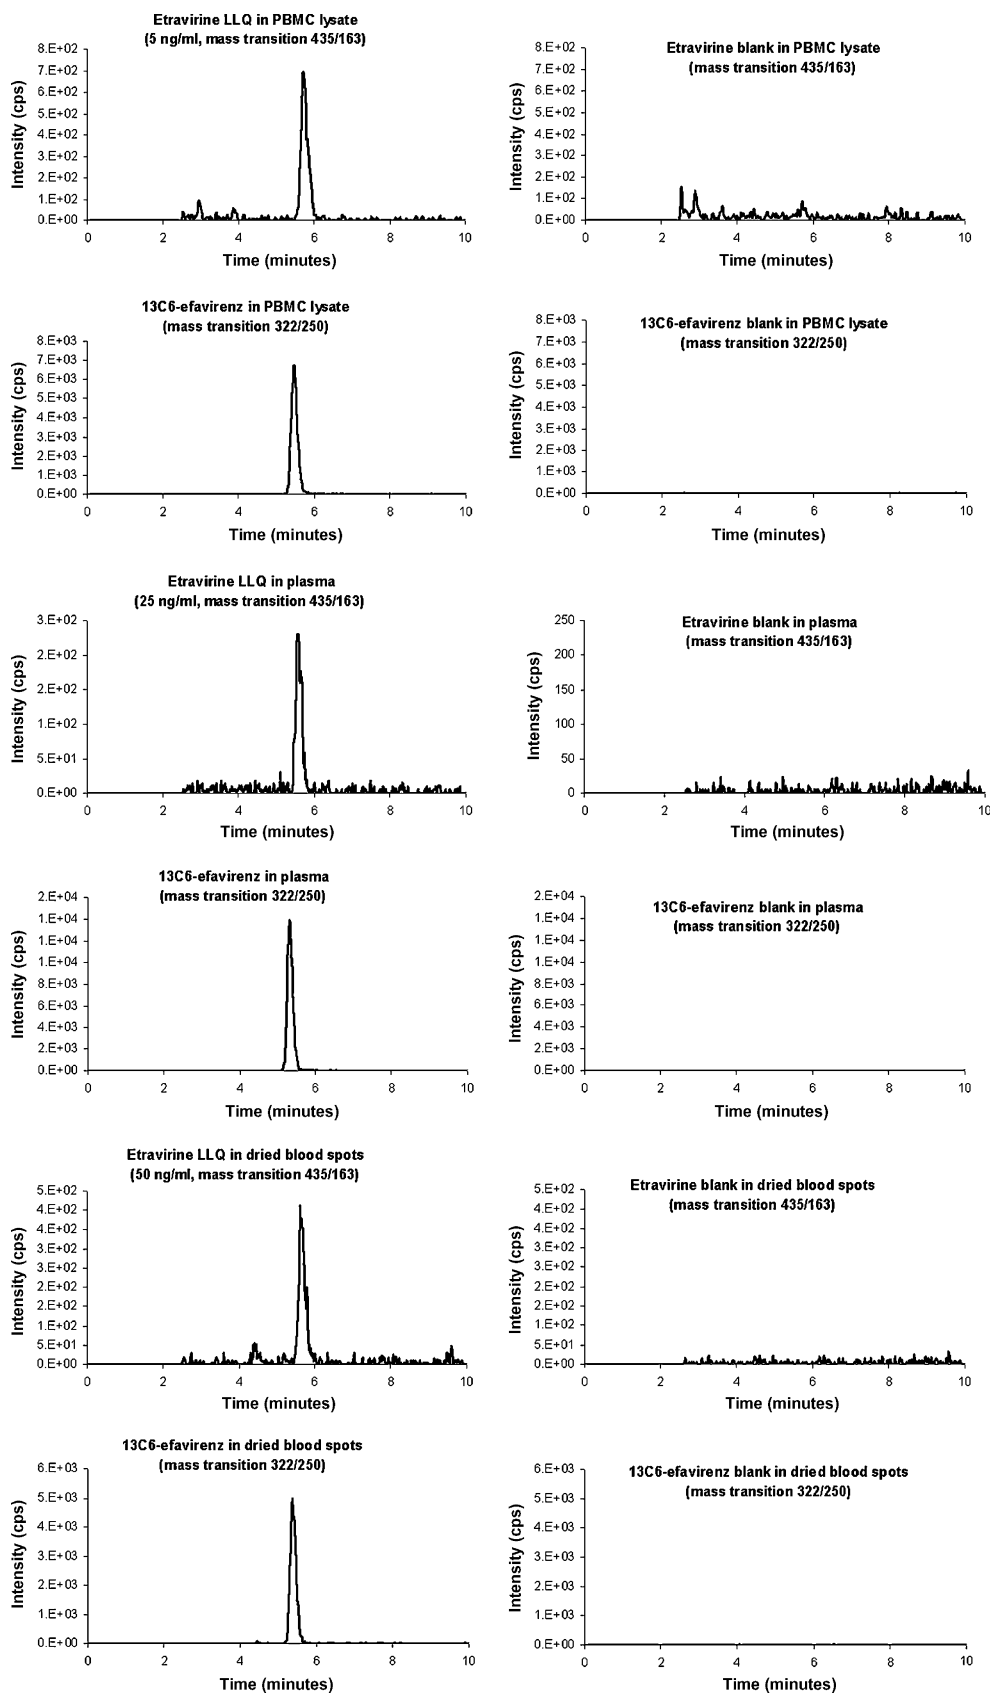 Etravirine LLQ in PBMC lysate
(5 ng/ml, mass transition 435/163)
Intensity (cps)
8.E+02
7.E+02
6.E+02
5.E+02
4.E+02
3.E+02
2.E+02
1.E+02
0.E+00
0 2 4 6 8 10
Time (minutes)
Etravirine blank in PBMC lysate
(mass transition 435/163)
Intensity (cps)
8.E+02
7.E+02
6.E+02
5.E+02
4.E+02
3.E+02
2.E+02
1.E+02
0.E+00
0 2 4 6 8 10
Time (minutes)
13C6-efavirenz in PBMC lysate
(mass transition 322/250)
Intensity (cps)
8.E+03
7.E+03
6.E+03
5.E+03
4.E+03
3.E+03
2.E+03
1.E+03
0.E+00
0 2 4 6 8 10
Time (minutes)
13C6-efavirenz blank in PBMC lysate
(mass transition 322/250)
Intensity (cps)
8.E+03
7.E+03
6.E+03
5.E+03
4.E+03
3.E+03
2.E+03
1.E+03
0.E+00
0 2 4 6 8 10
Time (minutes)
Etravirine LLQ in plasma
(25 ng/ml, mass transition 435/163)
Intensity (cps)
3.E+02
2.E+02
2.E+02
1.E+02
5.E+01
0.E+00
0 2 4 6 8 10
Time (minutes)
Etravirine blank in plasma
(mass transition 435/163)
Intensity (cps)
250
200
150
100
50
0
0 2 4 6 8 10
Time (minutes)
13C6-efavirenz in plasma
(mass transition 322/250)
Intensity (cps)
2.E+04
1.E+04
1.E+04
1.E+04
8.E+03
6.E+03
4.E+03
2.E+03
0.E+00
0 2 4 6 8 10
Time (minutes)
13C6-efavirenz blank in plasma
(mass transition 322/250)
Intensity (cps)
2.E+04
1.E+04
1.E+04
1.E+04
8.E+03
6.E+03
4.E+03
2.E+03
0.E+00
0 2 4 6 8 10
Time (minutes)
Etravirine LLQ in dried blood spots
(50 ng/ml, mass transition 435/163)
Intensity (cps)
5.E+02
4.E+02
4.E+02
3.E+02
3.E+02
2.E+02
2.E+02
1.E+02
5.E+01
0.E+00
0 2 4 6 8 10
Time (minutes)
Etravirine blank in dried blood spots
(mass transition 435/163)
Intensity (cps)
5.E+02
4.E+02
4.E+02
3.E+02
3.E+02
2.E+02
2.E+02
1.E+02
5.E+01
0.E+00
0 2 4 6 8 10
Time (minutes)
13C6-efavirenz in dried blood spots
(mass transition 322/250)
Intensity (cps)
6.E+03
5.E+03
4.E+03
3.E+03
2.E+03
1.E+03
0.E+00
0 2 4 6 8 10
Time (minutes)
13C6-efavirenz blank in dried blood spots
(mass transition 322/250)
Intensity (cps)
6.E+03
5.E+03
4.E+03
3.E+03
2.E+03
1.E+03
0.E+00
0 2 4 6 8 10
Time (minutes)